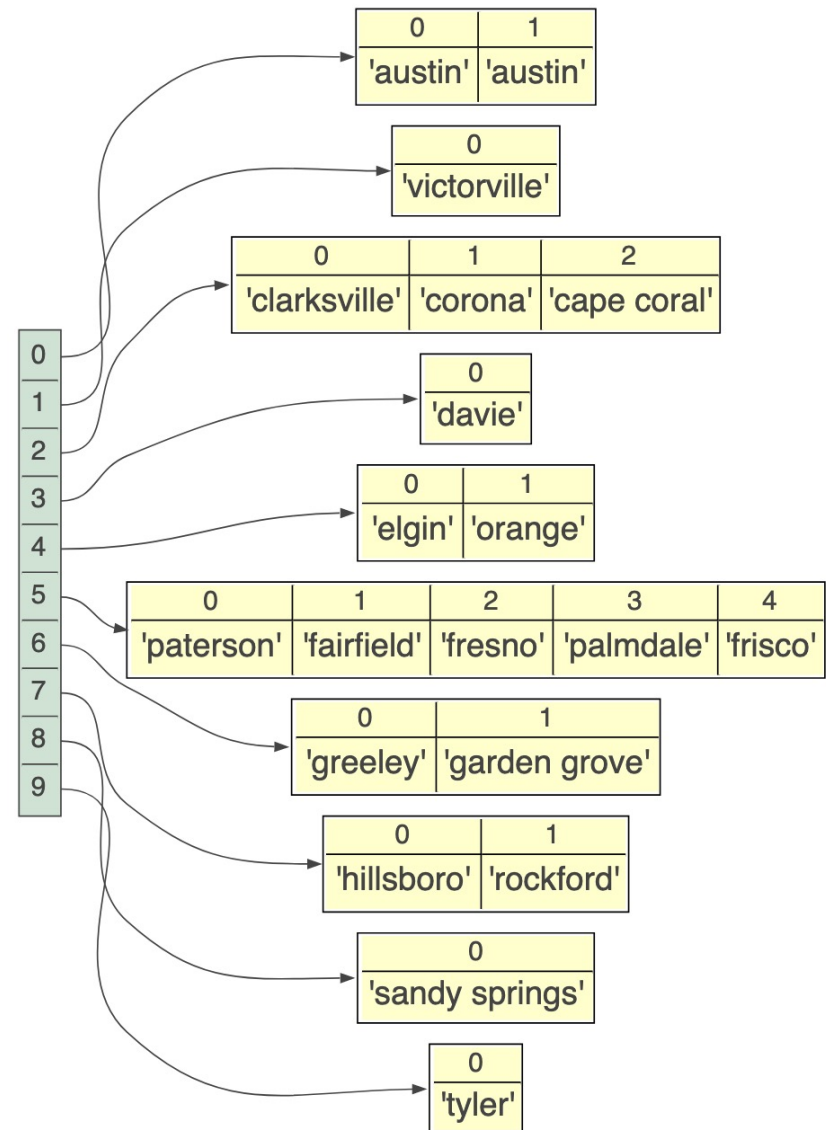 0 1
'austin' 'austin'
0
'victorville'
0 1 2
'clarksville' 'corona' 'cape coral'
0
1
2
3
4
5
6
7
8
9
0
'davie'
0 1
'elgin' 'orange'
0 1 2 3 4
'paterson' 'fairfield' 'fresno' 'palmdale' 'frisco'
0 1
'greeley' 'garden grove'
0 1
'hillsboro' 'rockford'
0
'sandy springs'
0
'tyler'